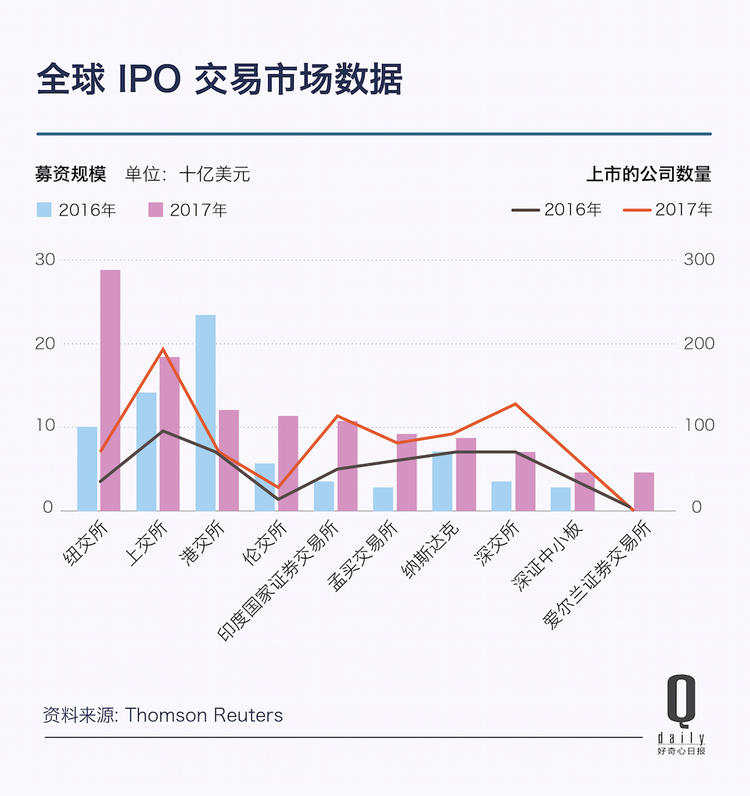 全球 IPO 交易市场数据
募资规模 单位：十亿美元
上市的公司数量
2016年 2017年
2016年 2017年
30 300
20 200
10 100
0 0
纽交所
上交所
港交所
伦交所
印度国家证券交易所
孟买交易所
纳斯达克
深交所
深证中小板
爱尔兰证券交易所
资料来源: Thomson Reuters
Q
daily
好奇心日报